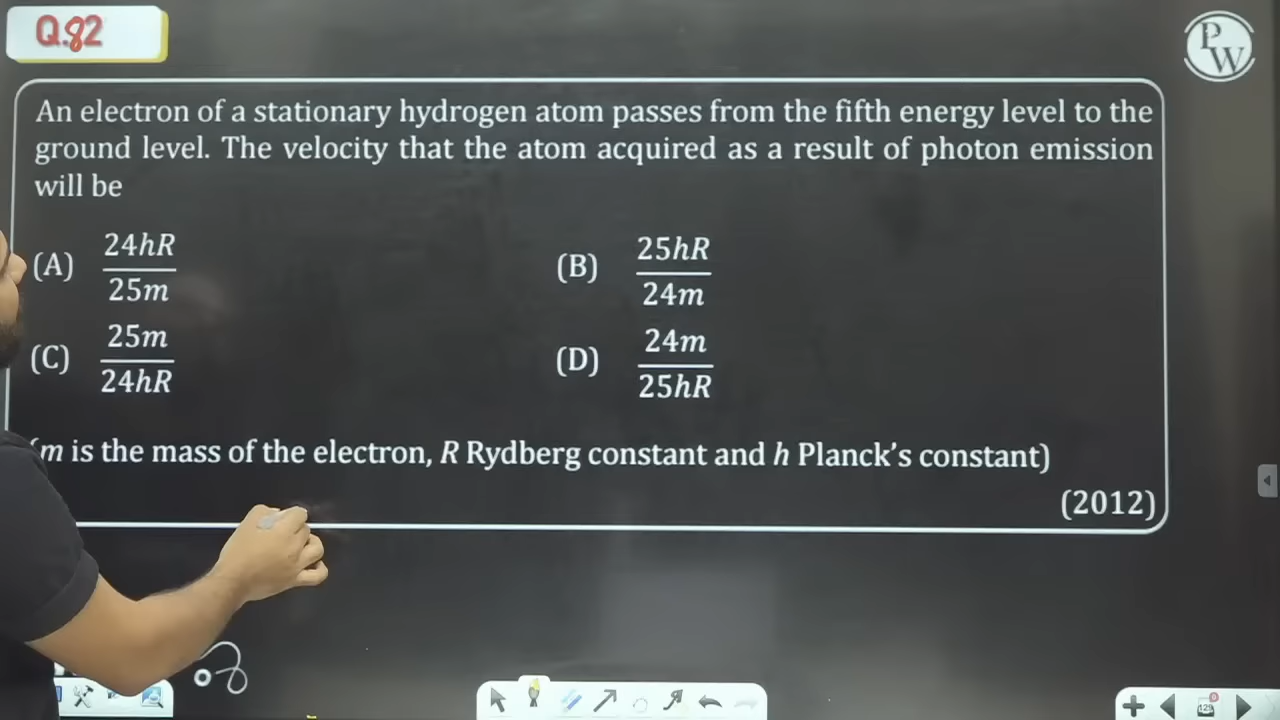 Q.82
PW
An electron of a stationary hydrogen atom passes from the fifth energy level to the
ground level. The velocity that the atom acquired as a result of photon emission
will be
(A) 24hR/25m
(B) 25hR/24m
(C) 25m/24hR
(D) 24m/25hR
m is the mass of the electron, R Rydberg constant and h Planck's constant)
(2012)